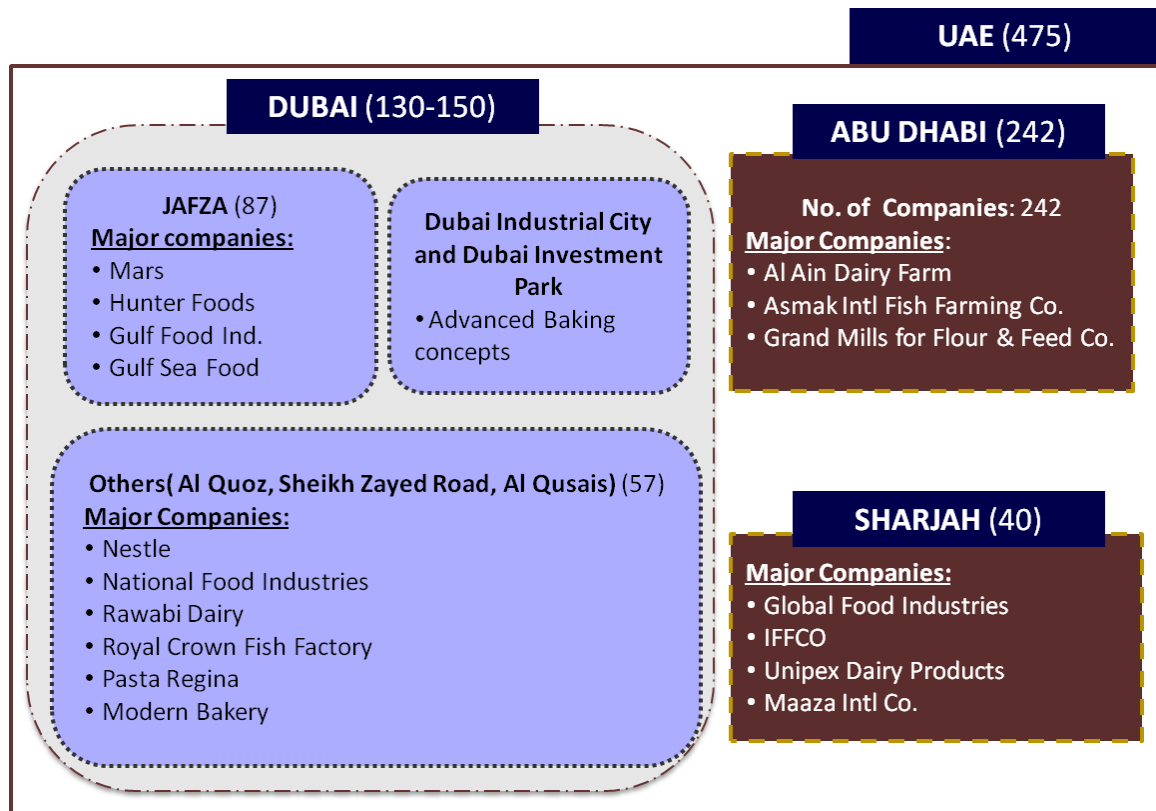 UAE (475)
DUBAI (130-150)
JAFZA (87)
Major companies:
• Mars
• Hunter Foods
• Gulf Food Ind.
• Gulf Sea Food
Dubai Industrial City
and Dubai Investment
Park
•Advanced Baking
concepts
Others( Al Quoz, Sheikh Zayed Road, Al Qusais) (57)
Major Companies:
• Nestle
• National Food Industries
• Rawabi Dairy
• Royal Crown Fish Factory
• Pasta Regina
• Modern Bakery
ABU DHABI (242)
No. of Companies: 242
Major Companies:
• Al Ain Dairy Farm
• Asmak Intl Fish Farming Co.
• Grand Mills for Flour & Feed Co.
SHARJAH (40)
Major Companies:
• Global Food Industries
• IFFCO
• Unipex Dairy Products
• Maaza Intl Co.